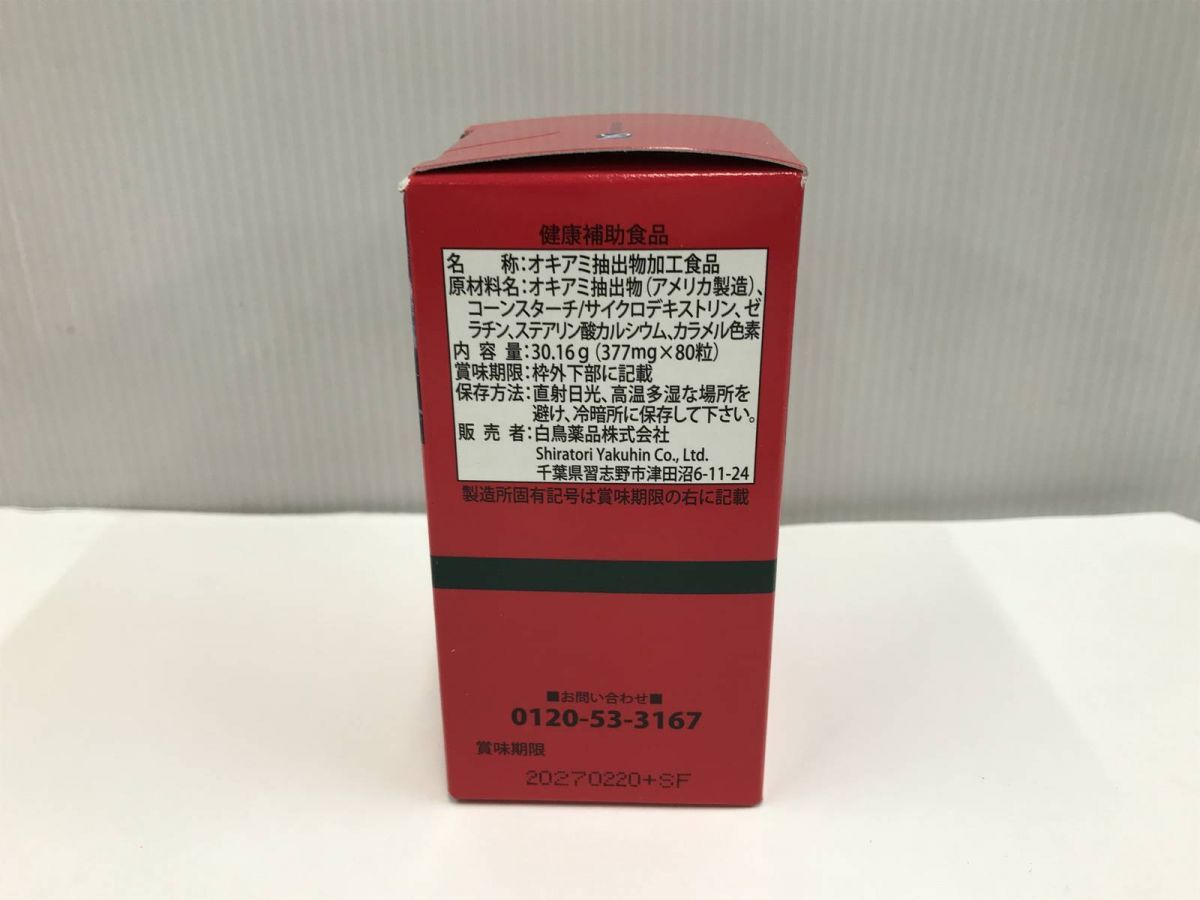 健康補助食品
名　　称：オキアミ抽出物加工食品
原材料名：オキアミ抽出物（アメリカ製造）、
コーンスターチ/サイクロデキストリン、ゼ
ラチン、ステアリン酸カルシウム、カラメル色素
内 容 量：30.16g（377mg×80粒）
賞味期限：枠外下部に記載
保存方法：直射日光、高温多湿な場所を
避け、冷暗所に保存して下さい。
販 売 者：白鳥薬品株式会社
Shiratori Yakuhin Co., Ltd.
千葉県習志野市津田沼6-11-24
製造所固有記号は賞味期限の右に記載
■お問い合わせ■
0120-53-3167
賞味期限
20270220+SF